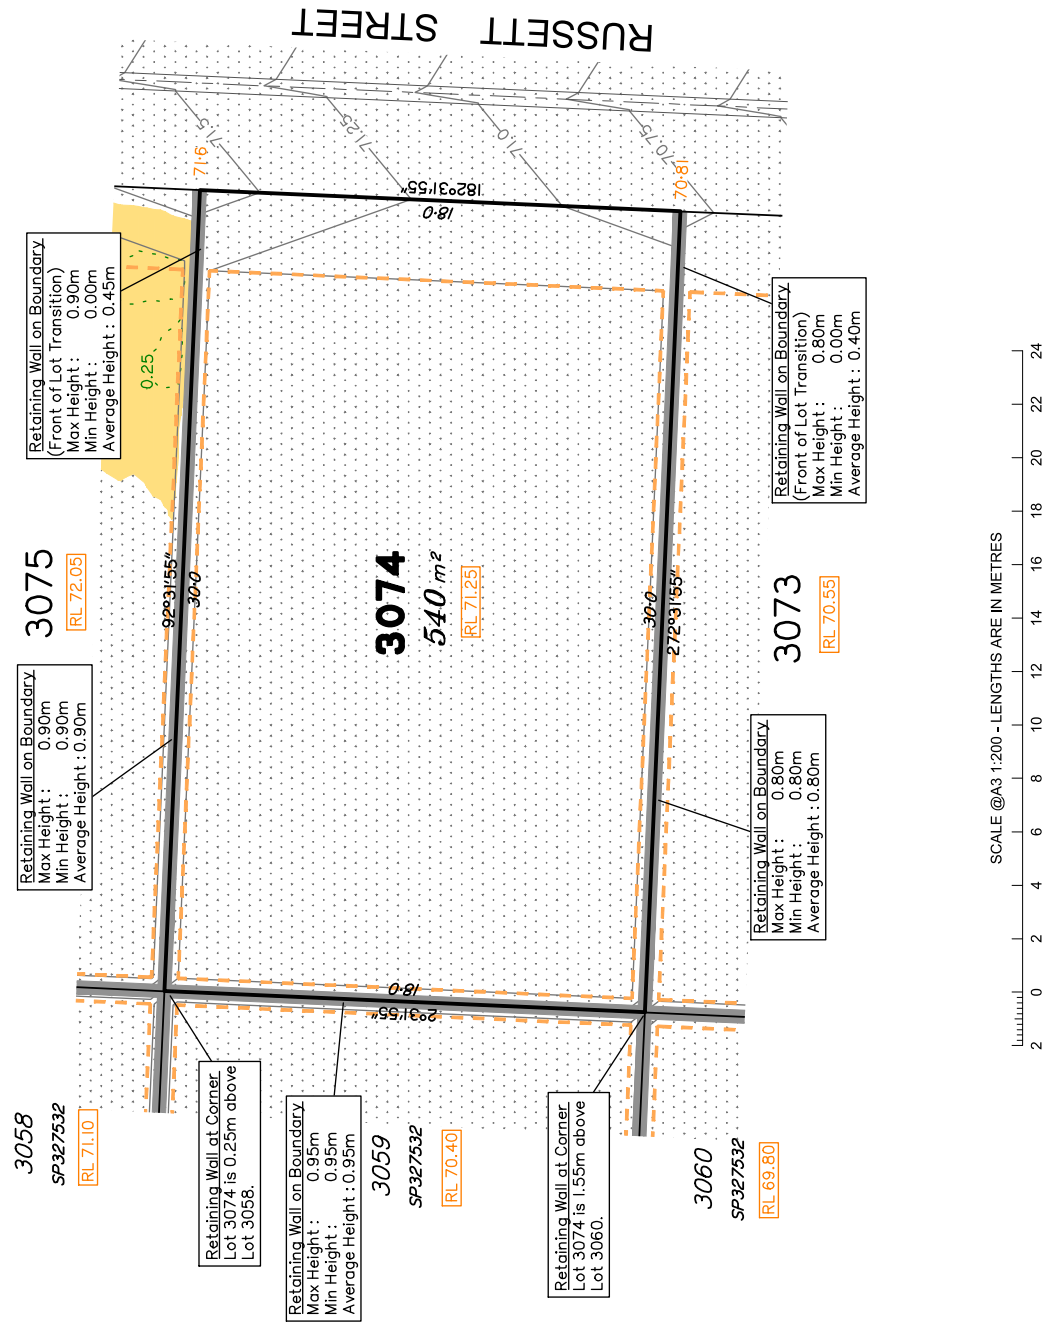 RUSSETT STREET
71.5
71.25
71.0
70.75
71·9
70·81
182°31'55"
18·0
Retaining Wall on Boundary
(Front of Lot Transition)
Max Height : 0.90m
Min Height : 0.00m
Average Height : 0.45m
0.25
Retaining Wall on Boundary
(Front of Lot Transition)
Max Height : 0.80m
Min Height : 0.00m
Average Height : 0.40m
3075
RL 72.05
92°31'55"
30·0
3074
540 m²
RL 71.25
30·0
272°31'55"
3073
RL 70.55
Retaining Wall on Boundary
Max Height : 0.90m
Min Height : 0.90m
Average Height : 0.90m
Retaining Wall on Boundary
Max Height : 0.80m
Min Height : 0.80m
Average Height : 0.80m
18·0
2°31'55"
3058
SP327532
RL 71.10
Retaining Wall at Corner
Lot 3074 is 0.25m above
Lot 3058.
Retaining Wall on Boundary
Max Height : 0.95m
Min Height : 0.95m
Average Height : 0.95m
3059
SP327532
RL 70.40
Retaining Wall at Corner
Lot 3074 is 1.55m above
Lot 3060.
3060
SP327532
RL 69.80
SCALE @A3 1:200 - LENGTHS ARE IN METRES
2 0 2 4 6 8 10 12 14 16 18 20 22 24